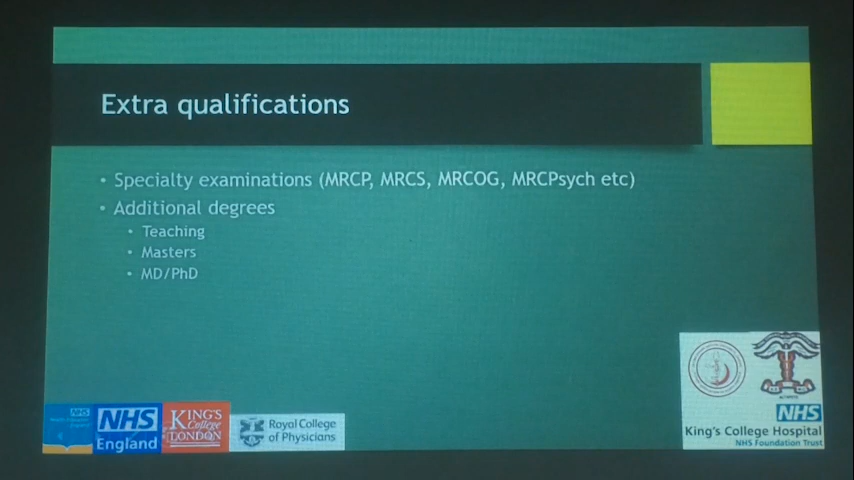 Extra qualifications
• Specialty examinations (MRCP, MRCS, MRCOG, MRCPsych etc)
• Additional degrees
• Teaching
• Masters
• MD/PhD
NHS
NHS
England
KING'S
College
LONDON
Royal College
of Physicians
NHS
King's College Hospital
NHS Foundation Trust